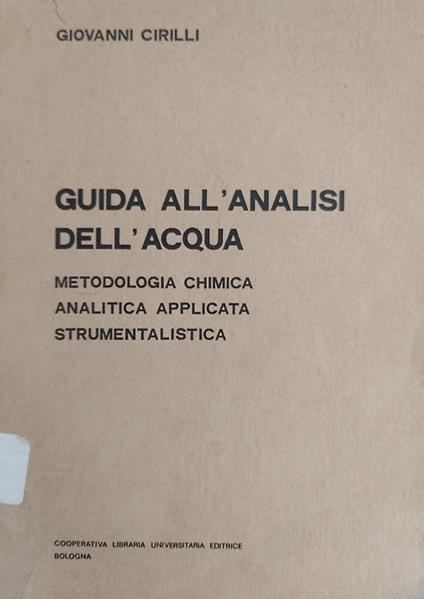 GIOVANNI CIRILLI
GUIDA ALL'ANALISI
DELL'ACQUA
METODOLOGIA CHIMICA
ANALITICA APPLICATA
STRUMENTALISTICA
COOPERATIVA LIBRARIA UNIVERSITARIA EDITRICE
BOLOGNA